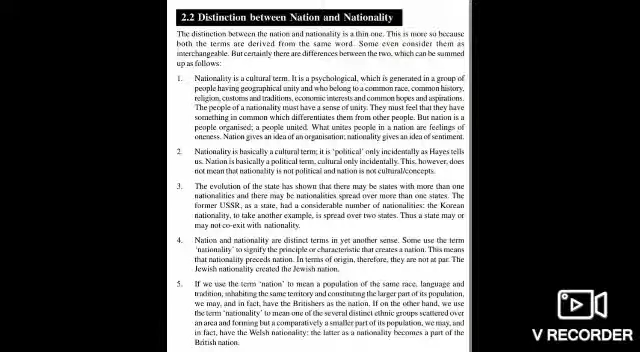 2.2 Distinction between Nation and Nationality
The distinction between the nation and nationality is a thin one. This is more so because
both the terms are derived from the same word. Some even consider them as
interchangeable. But certainly there are differences between the two, which can be summed
up as follows:
1. Nationality is a cultural term. It is a psychological, which is generated in a group of
people having geographical unity and who belong to a common race, common history,
religion, customs and traditions, economic interests and common hopes and aspirations.
The people of a nationality must have a sense of unity. They must feel that they have
something in common which differentiates them from other people. But nation is a
people organised; a people united. What unites people in a nation are feelings of
oneness. Nation gives an idea of an organisation; nationality gives an idea of sentiment.
2. Nationality is basically a cultural term; it is 'political' only incidentally as Hayes tells
us. Nation is basically a political term, cultural only incidentally. This, however, does
not mean that nationality is not political and nation is not cultural/concepts.
3. The evolution of the state has shown that there may be states with more than one
nationalities and there may be nationalities spread over more than one states. The
former USSR, as a state, had a considerable number of nationalities: the Korean
nationality, to take another example, is spread over two states. Thus a state may or
may not co-exit with nationality.
4. Nation and nationality are distinct terms in yet another sense. Some use the term
'nationality' to signify the principle or characteristic that creates a nation. This means
that nationality precedes nation. In terms of origin, therefore, they are not at par. The
Jewish nationality created the Jewish nation.
5. If we use the term 'nation' to mean a population of the same race, language and
tradition, inhabiting the same territory and constituting the larger part of its population,
we may, and in fact, have the Britishers as the nation. If on the other hand, we use
the term 'nationality' to mean one of the several distinct ethnic groups scattered over
an area and forming but a comparatively a smaller part of its population, we may, and
in fact, have the Welsh nationality: the latter as a nationality becomes a part of the
British nation.
V RECORDER